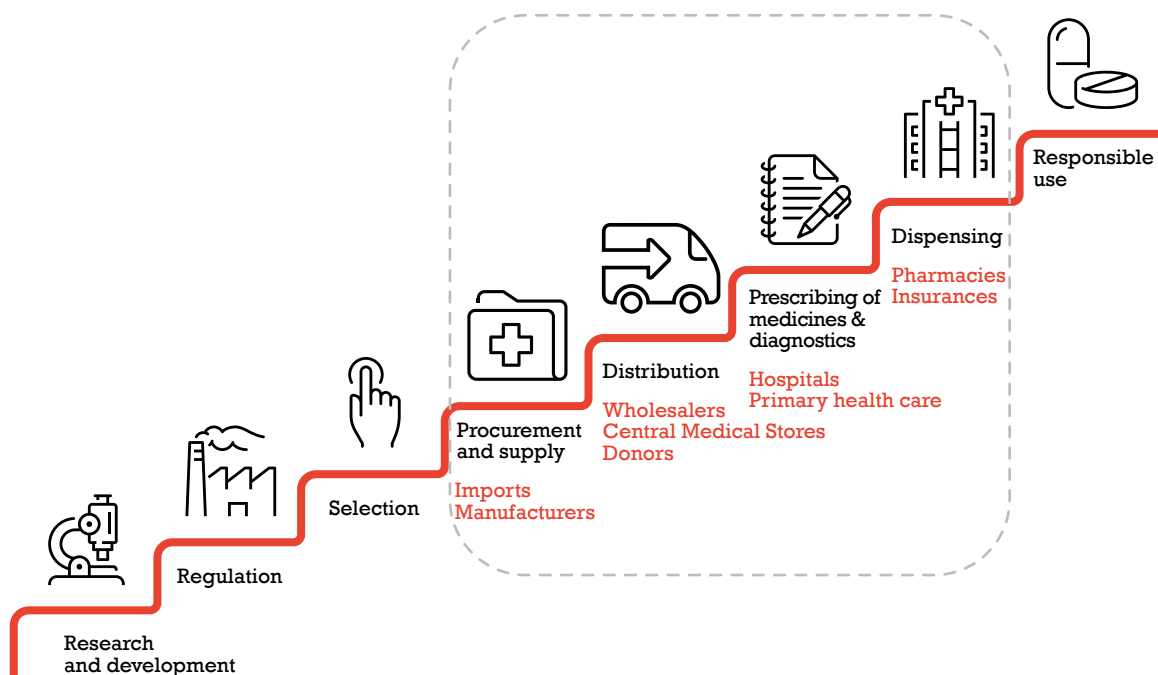 Research
and development
Regulation
Selection
Procurement
and supply
Imports
Manufacturers
Distribution
Wholesalers
Central Medical Stores
Donors
Prescribing of
medicines &
diagnostics
Hospitals
Primary health care
Dispensing
Pharmacies
Insurances
Responsible
use